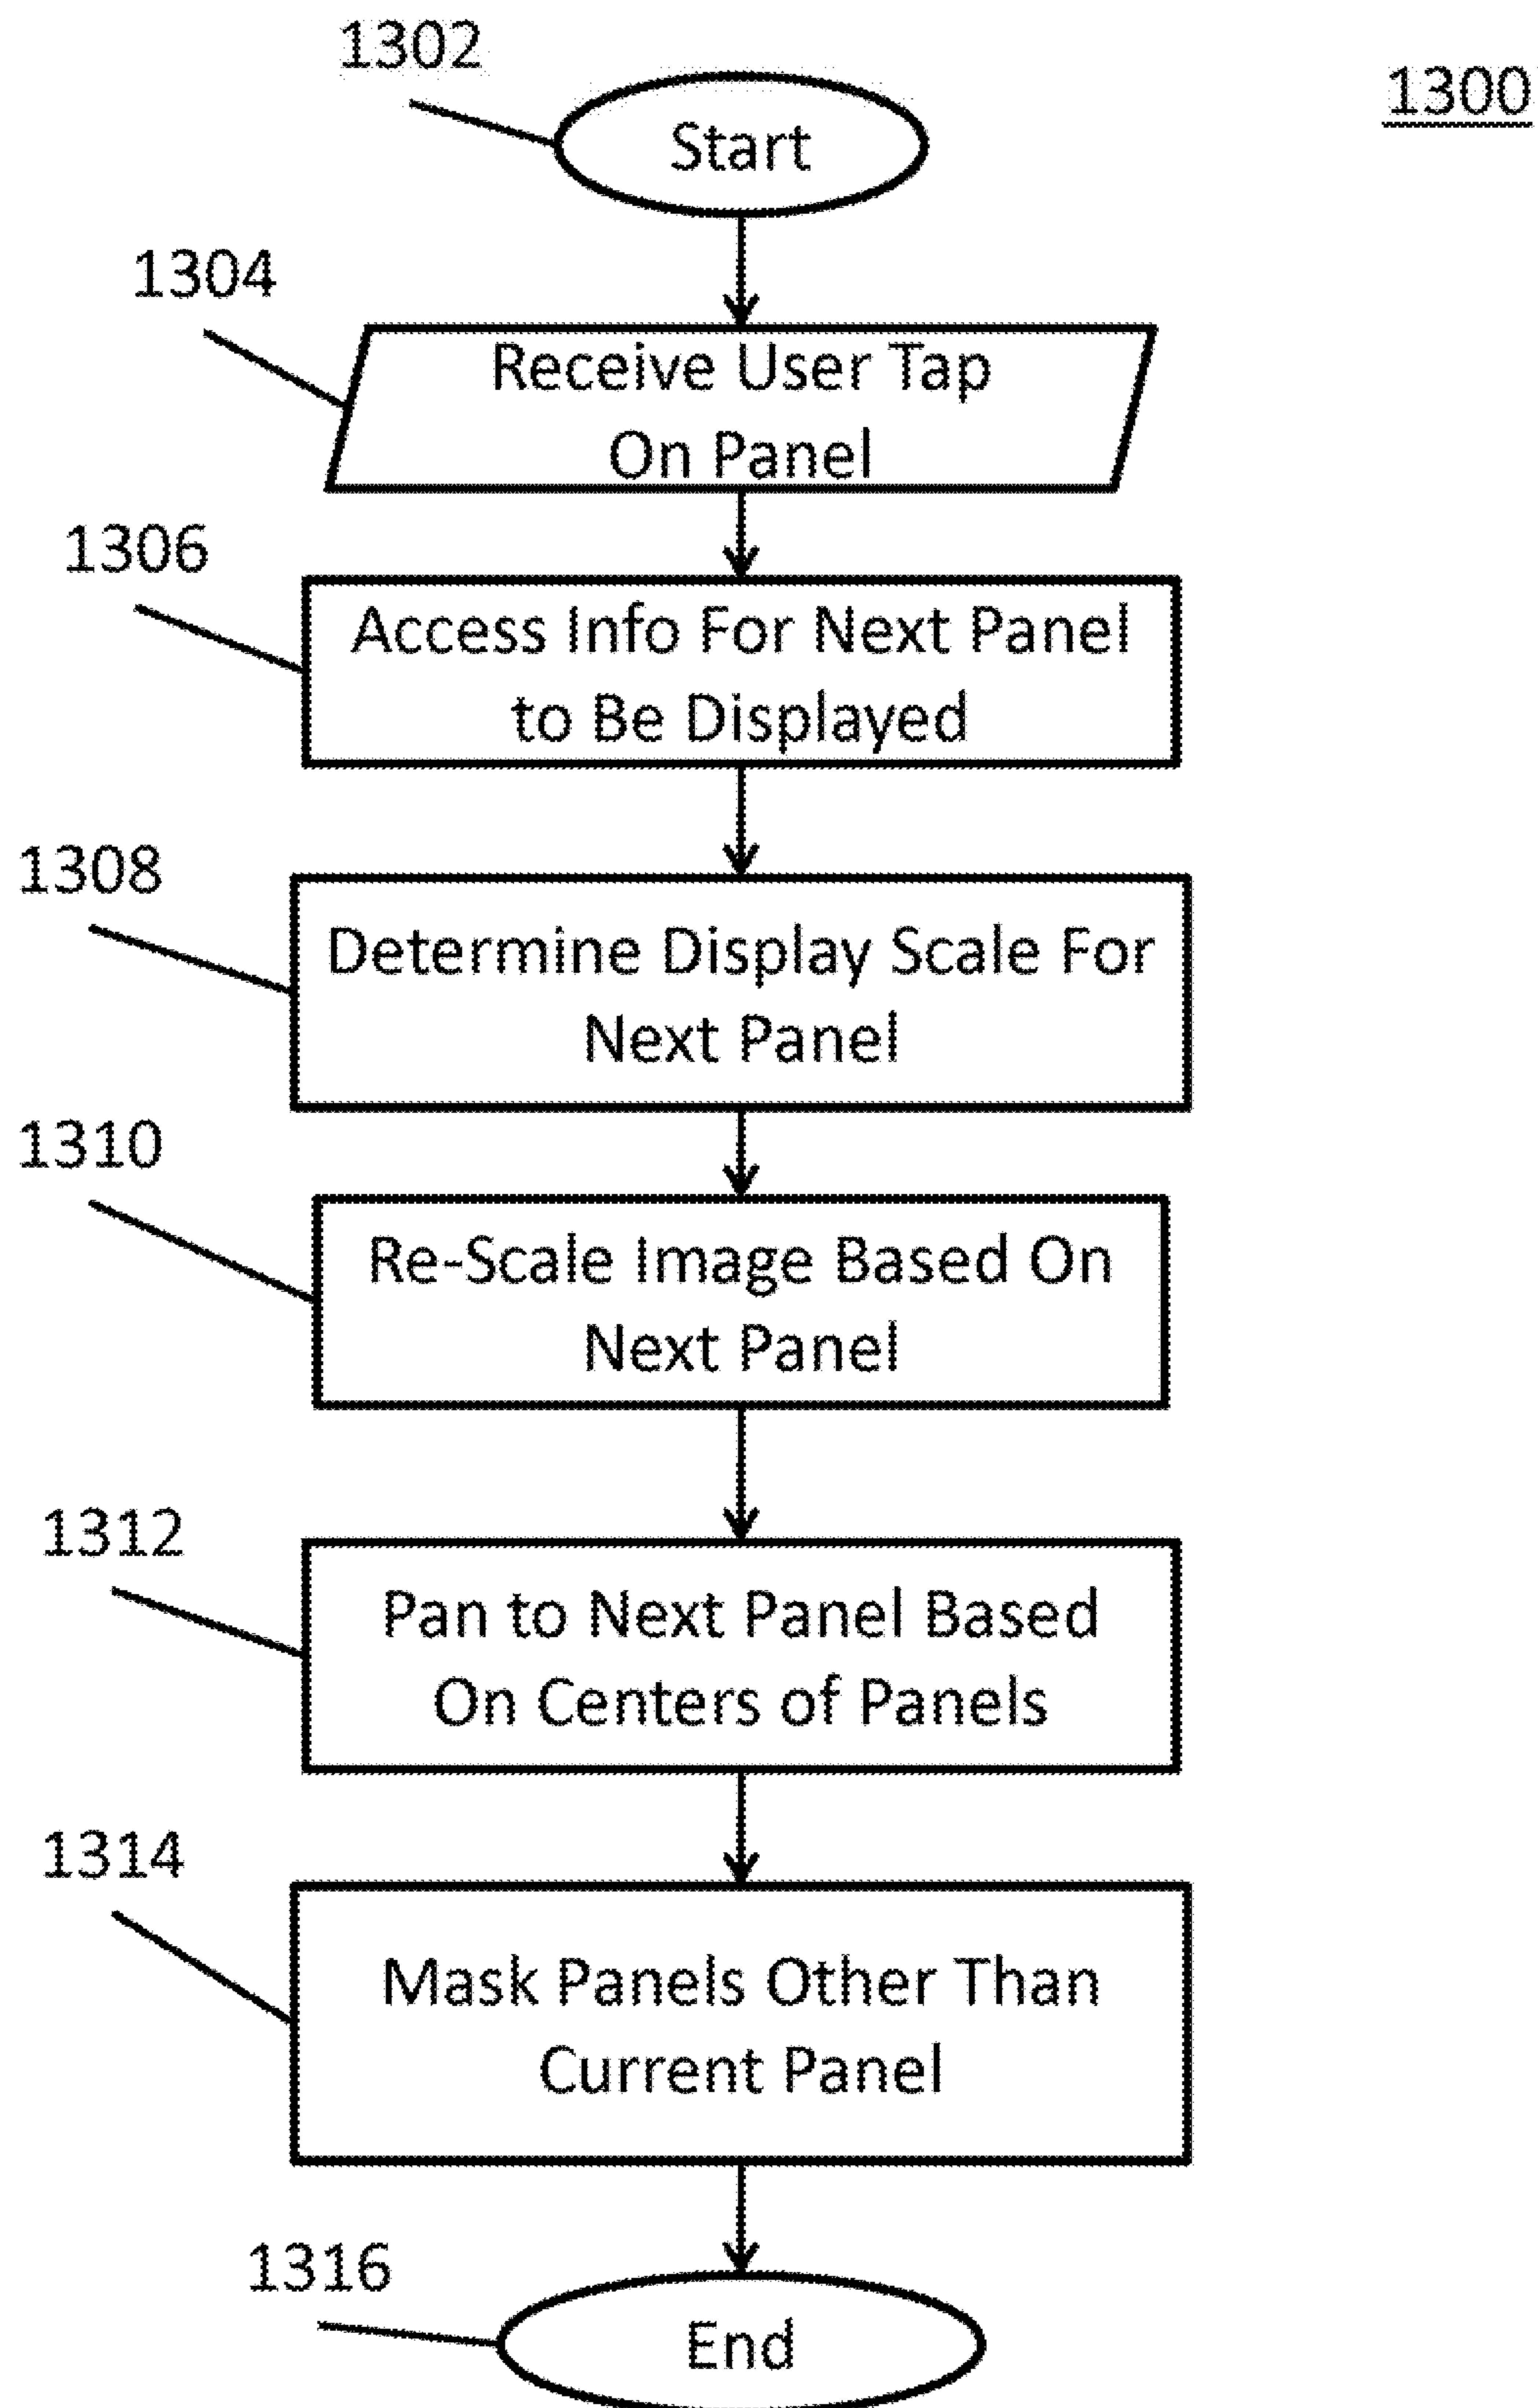 1302
1300
Start
1304
Receive User Tap
On Panel
1306
Access Info For Next Panel
to Be Displayed
1308
Determine Display Scale For
Next Panel
1310
Re-Scale Image Based On
Next Panel
1312
Pan to Next Panel Based
On Centers of Panels
1314
Mask Panels Other Than
Current Panel
1316
End